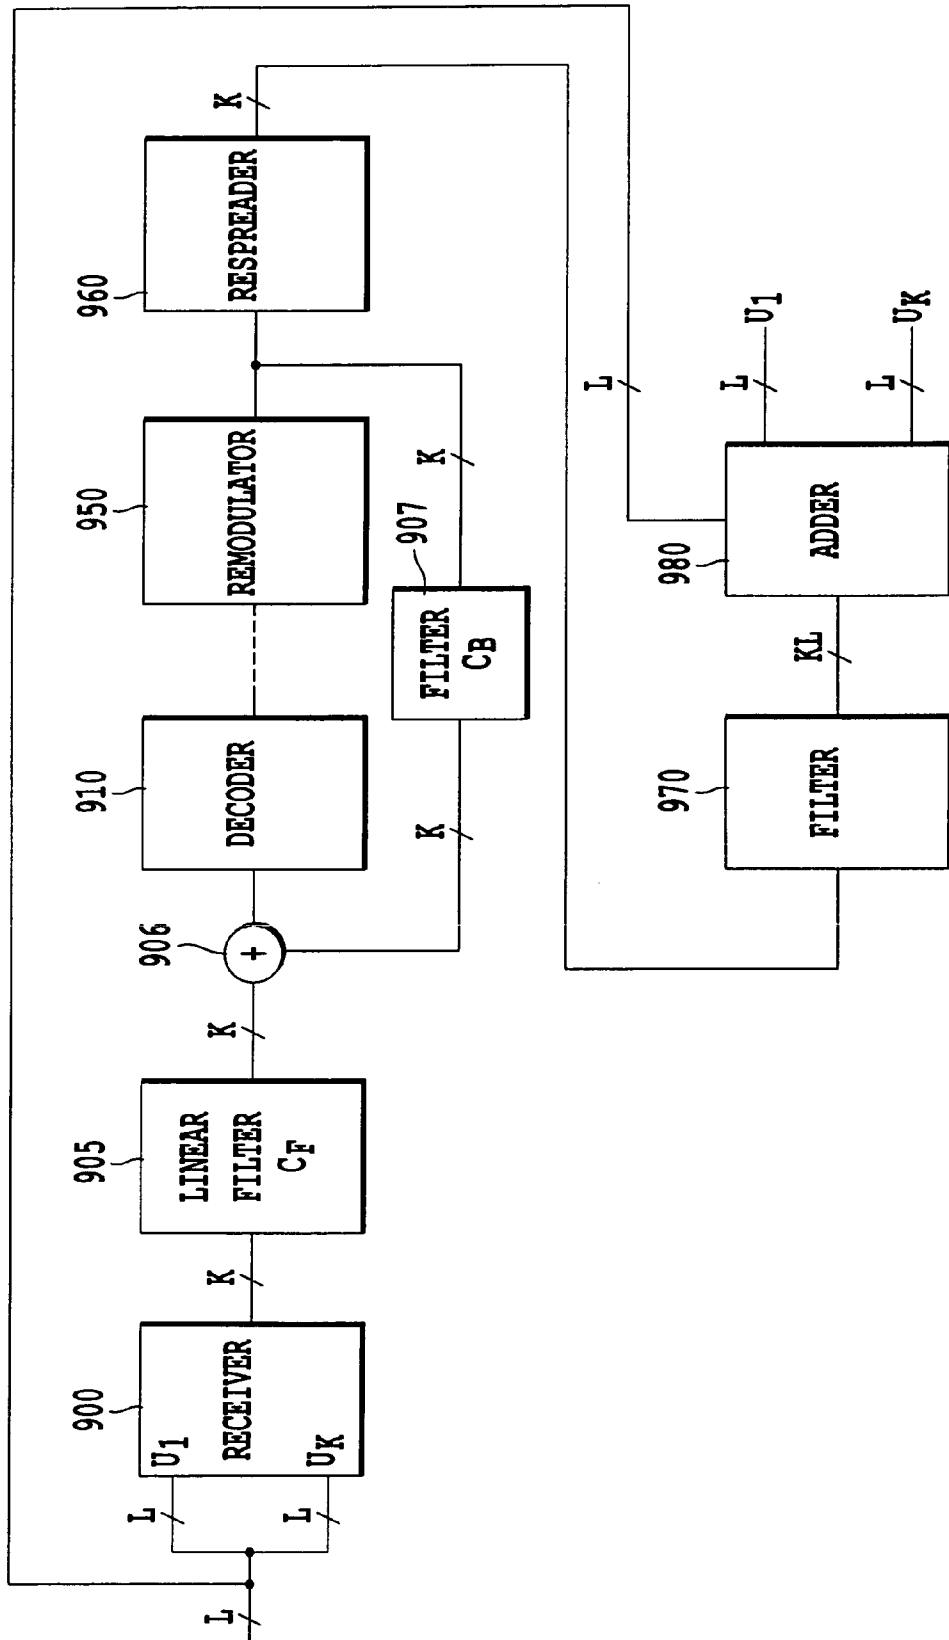 L
L
L
900
U1
UK
RECEIVER
K
905
LINEAR
FILTER
CF
K
906
+
910
DECODER
K
FILTER
CB
907
K
950
REMODULATOR
960
RESPREADER
K
970
FILTER
KL
980
ADDER
L
L
U1
L
UK